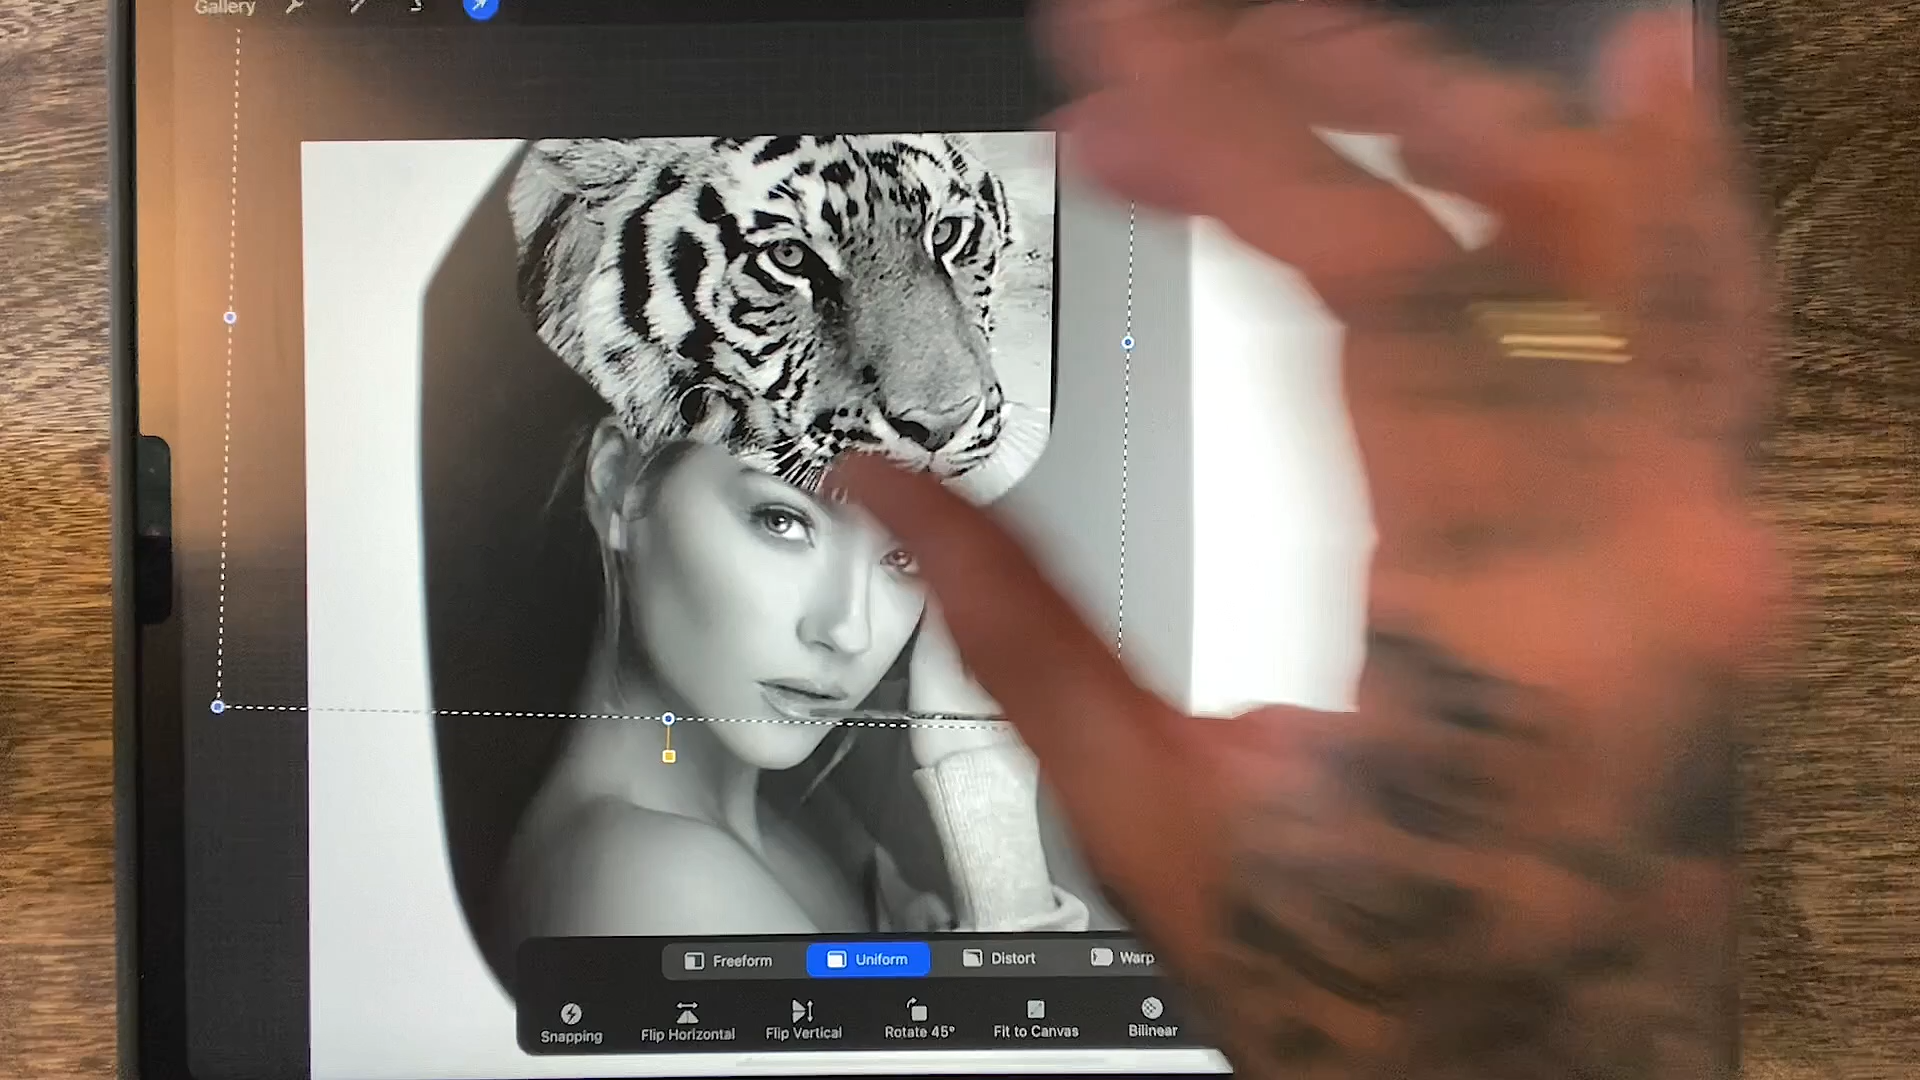 Gallery
Freeform Uniform Distort Warp
Snapping Flip Horizontal Flip Vertical Rotate 45° Fit to Canvas Bilinear